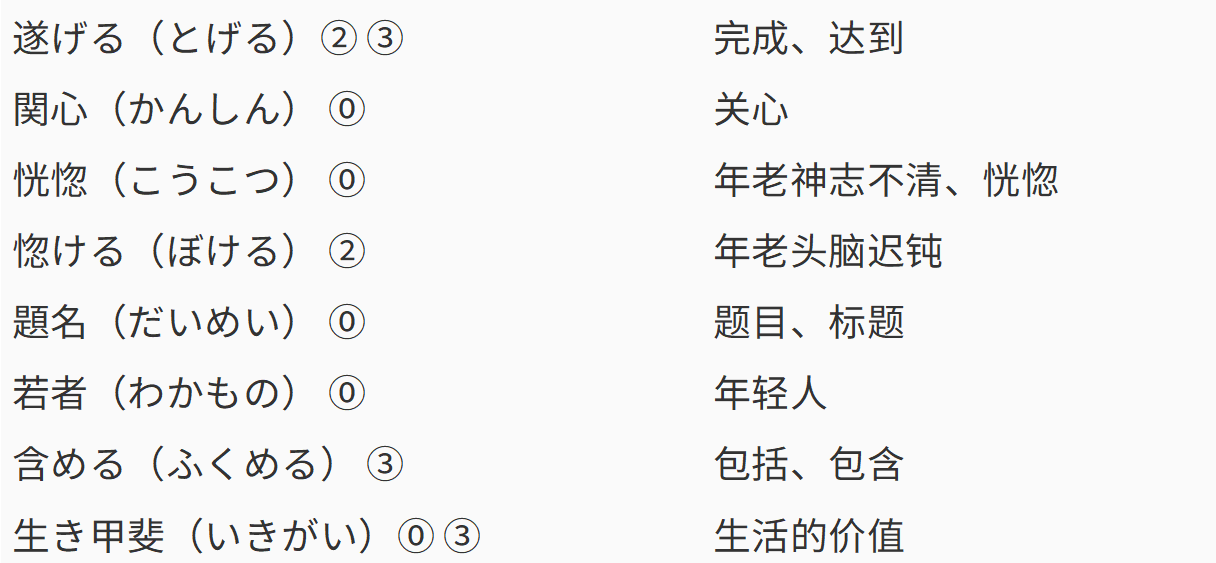 遂げる（とげる）② ③ 完成、达到
関心（かんしん） ⓪ 关心
恍惚（こうこつ） ⓪ 年老神志不清、恍惚
惚ける（ぼける） ② 年老头脑迟钝
題名（だいめい） ⓪ 题目、标题
若者（わかもの） ⓪ 年轻人
含める（ふくめる） ③ 包括、包含
生き甲斐（いきがい）⓪ ③ 生活的价值